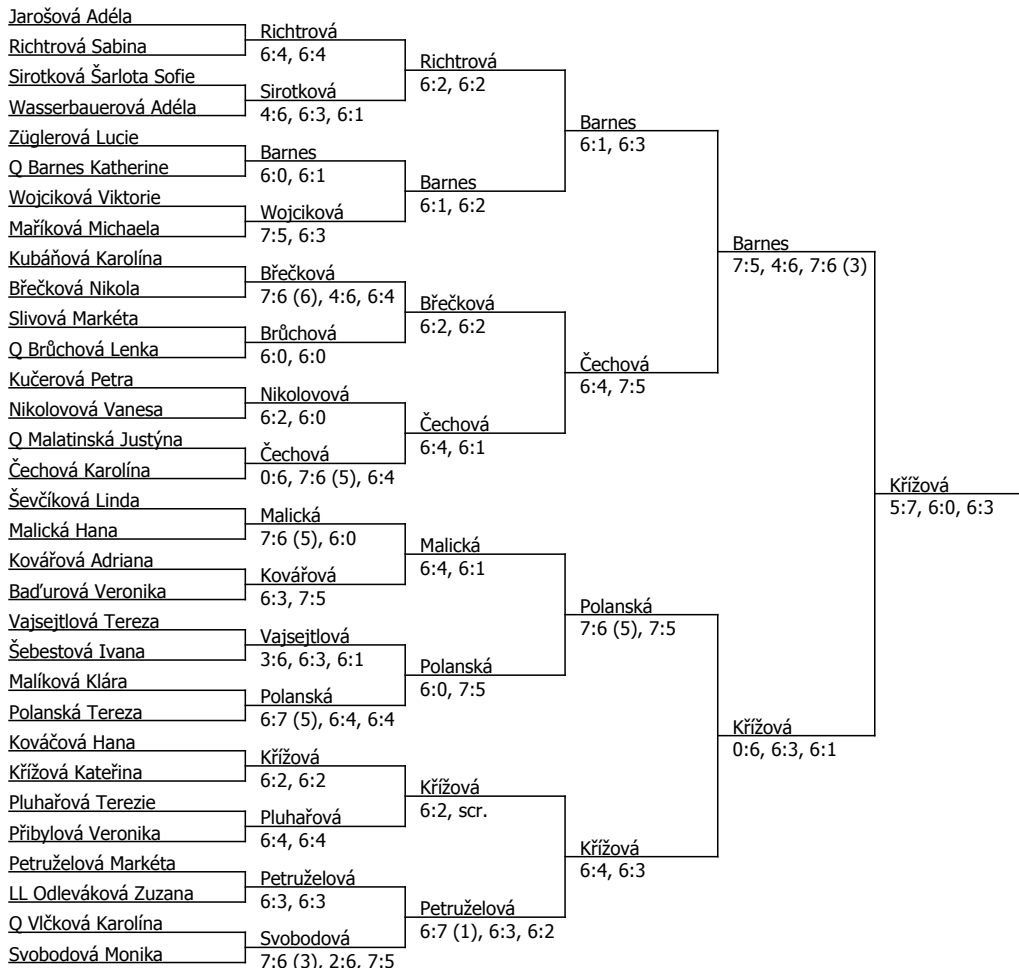 Jarošová Adéla
Richtrová Sabina
Sirotková Šarlota Sofie
Wasserbauerová Adéla
Züglerová Lucie
Q Barnes Katherine
Wojciková Viktorie
Maříková Michaela
Kubáňová Karolína
Břečková Nikola
Slivová Markéta
Q Brůchová Lenka
Kučerová Petra
Nikolovová Vanesa
Q Malatinská Justýna
Čechová Karolína
Ševčíková Linda
Malická Hana
Kovářová Adriana
Baďurová Veronika
Vajsejtlová Tereza
Šebestová Ivana
Malíková Klára
Polanská Tereza
Kováčová Hana
Křížová Kateřina
Pluhařová Terezie
Přibylová Veronika
Petruželová Markéta
LL Odleváková Zuzana
Q Vlčková Karolína
Svobodová Monika
Richtrová
6:4, 6:4
Sirotková
4:6, 6:3, 6:1
Barnes
6:0, 6:1
Wojciková
7:5, 6:3
Břečková
7:6 (6), 4:6, 6:4
Brůchová
6:0, 6:0
Nikolovová
6:2, 6:0
Čechová
0:6, 7:6 (5), 6:4
Malická
7:6 (5), 6:0
Kovářová
6:3, 7:5
Vajsejtlová
3:6, 6:3, 6:1
Polanská
6:7 (5), 6:4, 6:4
Křížová
6:2, 6:2
Pluhařová
6:4, 6:4
Petruželová
6:3, 6:3
Svobodová
7:6 (3), 2:6, 7:5
Richtrová
6:2, 6:2
Barnes
6:1, 6:2
Břečková
6:2, 6:2
Čechová
6:4, 6:1
Malická
6:4, 6:1
Polanská
6:0, 7:5
Křížová
6:2, scr.
Petruželová
6:7 (1), 6:3, 6:2
Barnes
6:1, 6:3
Čechová
6:4, 7:5
Polanská
7:6 (5), 7:5
Křížová
6:4, 6:3
Barnes
7:5, 4:6, 7:6 (3)
Křížová
0:6, 6:3, 6:1
Křížová
5:7, 6:0, 6:3